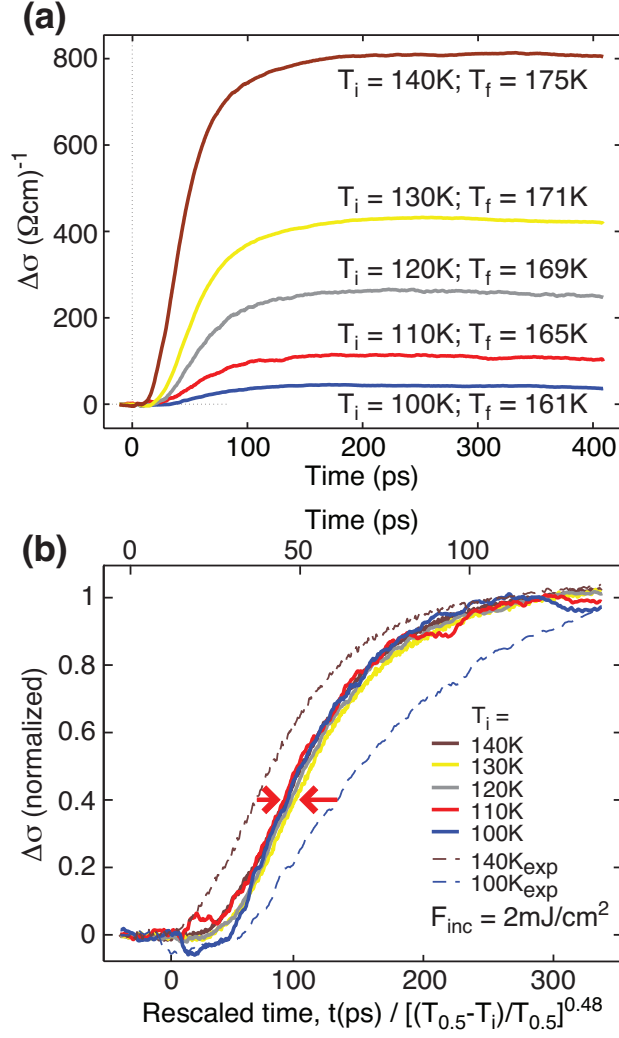 (a)
800
600
400
200
0
Δσ (Ωcm)⁻¹
T_i = 140K; T_f = 175K
T_i = 130K; T_f = 171K
T_i = 120K; T_f = 169K
T_i = 110K; T_f = 165K
T_i = 100K; T_f = 161K
0 100 200 300 400
Time (ps)
Time (ps)
(b)
0 50 100
1
0.8
0.6
0.4
0.2
0
Δσ (normalized)
T_i =
140K
130K
120K
110K
100K
140K_exp
100K_exp
F_inc = 2mJ/cm²
0 100 200 300
Rescaled time, t(ps) / [(T_0.5-T_i)/T_0.5]^0.48